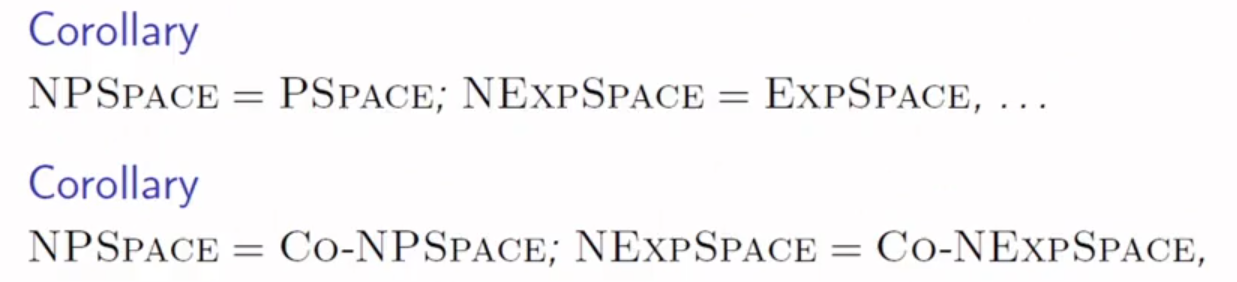 Corollary
NPSPACE = PSPACE; NEXPSPACE = EXPSPACE, ...
Corollary
NPSPACE = CO-NPSPACE; NEXPSPACE = CO-NEXPSPACE,